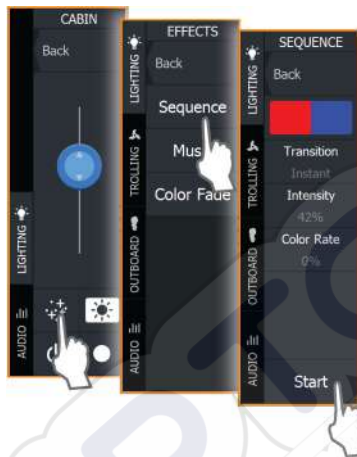 CABIN
Back
LIGHTING
AUDIO
EFFECTS
Back
Sequence
Mus
Color Fade
LIGHTING
TROLLING
OUTBOARD
AUDIO
SEQUENCE
Back
Transition
Instant
Intensity
42%
Color Rate
0%
Start
LIGHTING
TROLLING
OUTBOARD
AUDIO